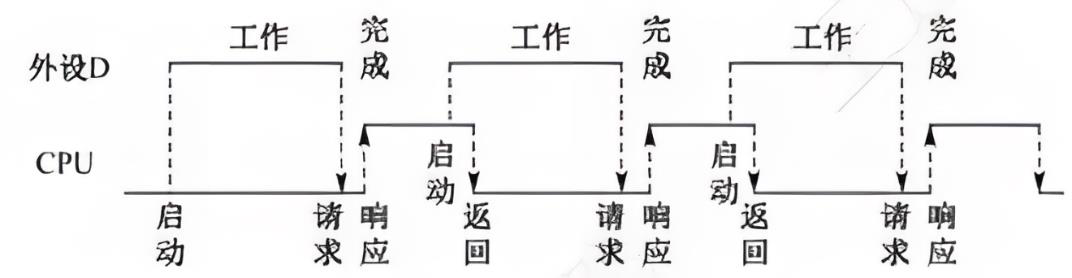 工作 完成 工作 完成 工作 完成
外设D
启动 启动
CPU
启动 请求 响应 返回 请求 响应 返回 请求 响应